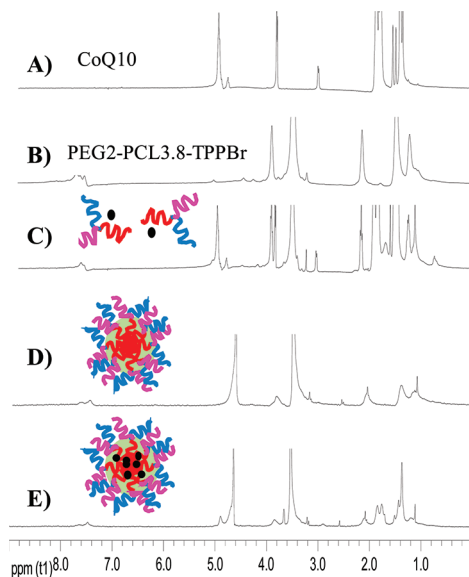 A) CoQ10
B) PEG2-PCL3.8-TPPBr
C)
D)
E)
ppm (t1) 8.0 7.0 6.0 5.0 4.0 3.0 2.0 1.0